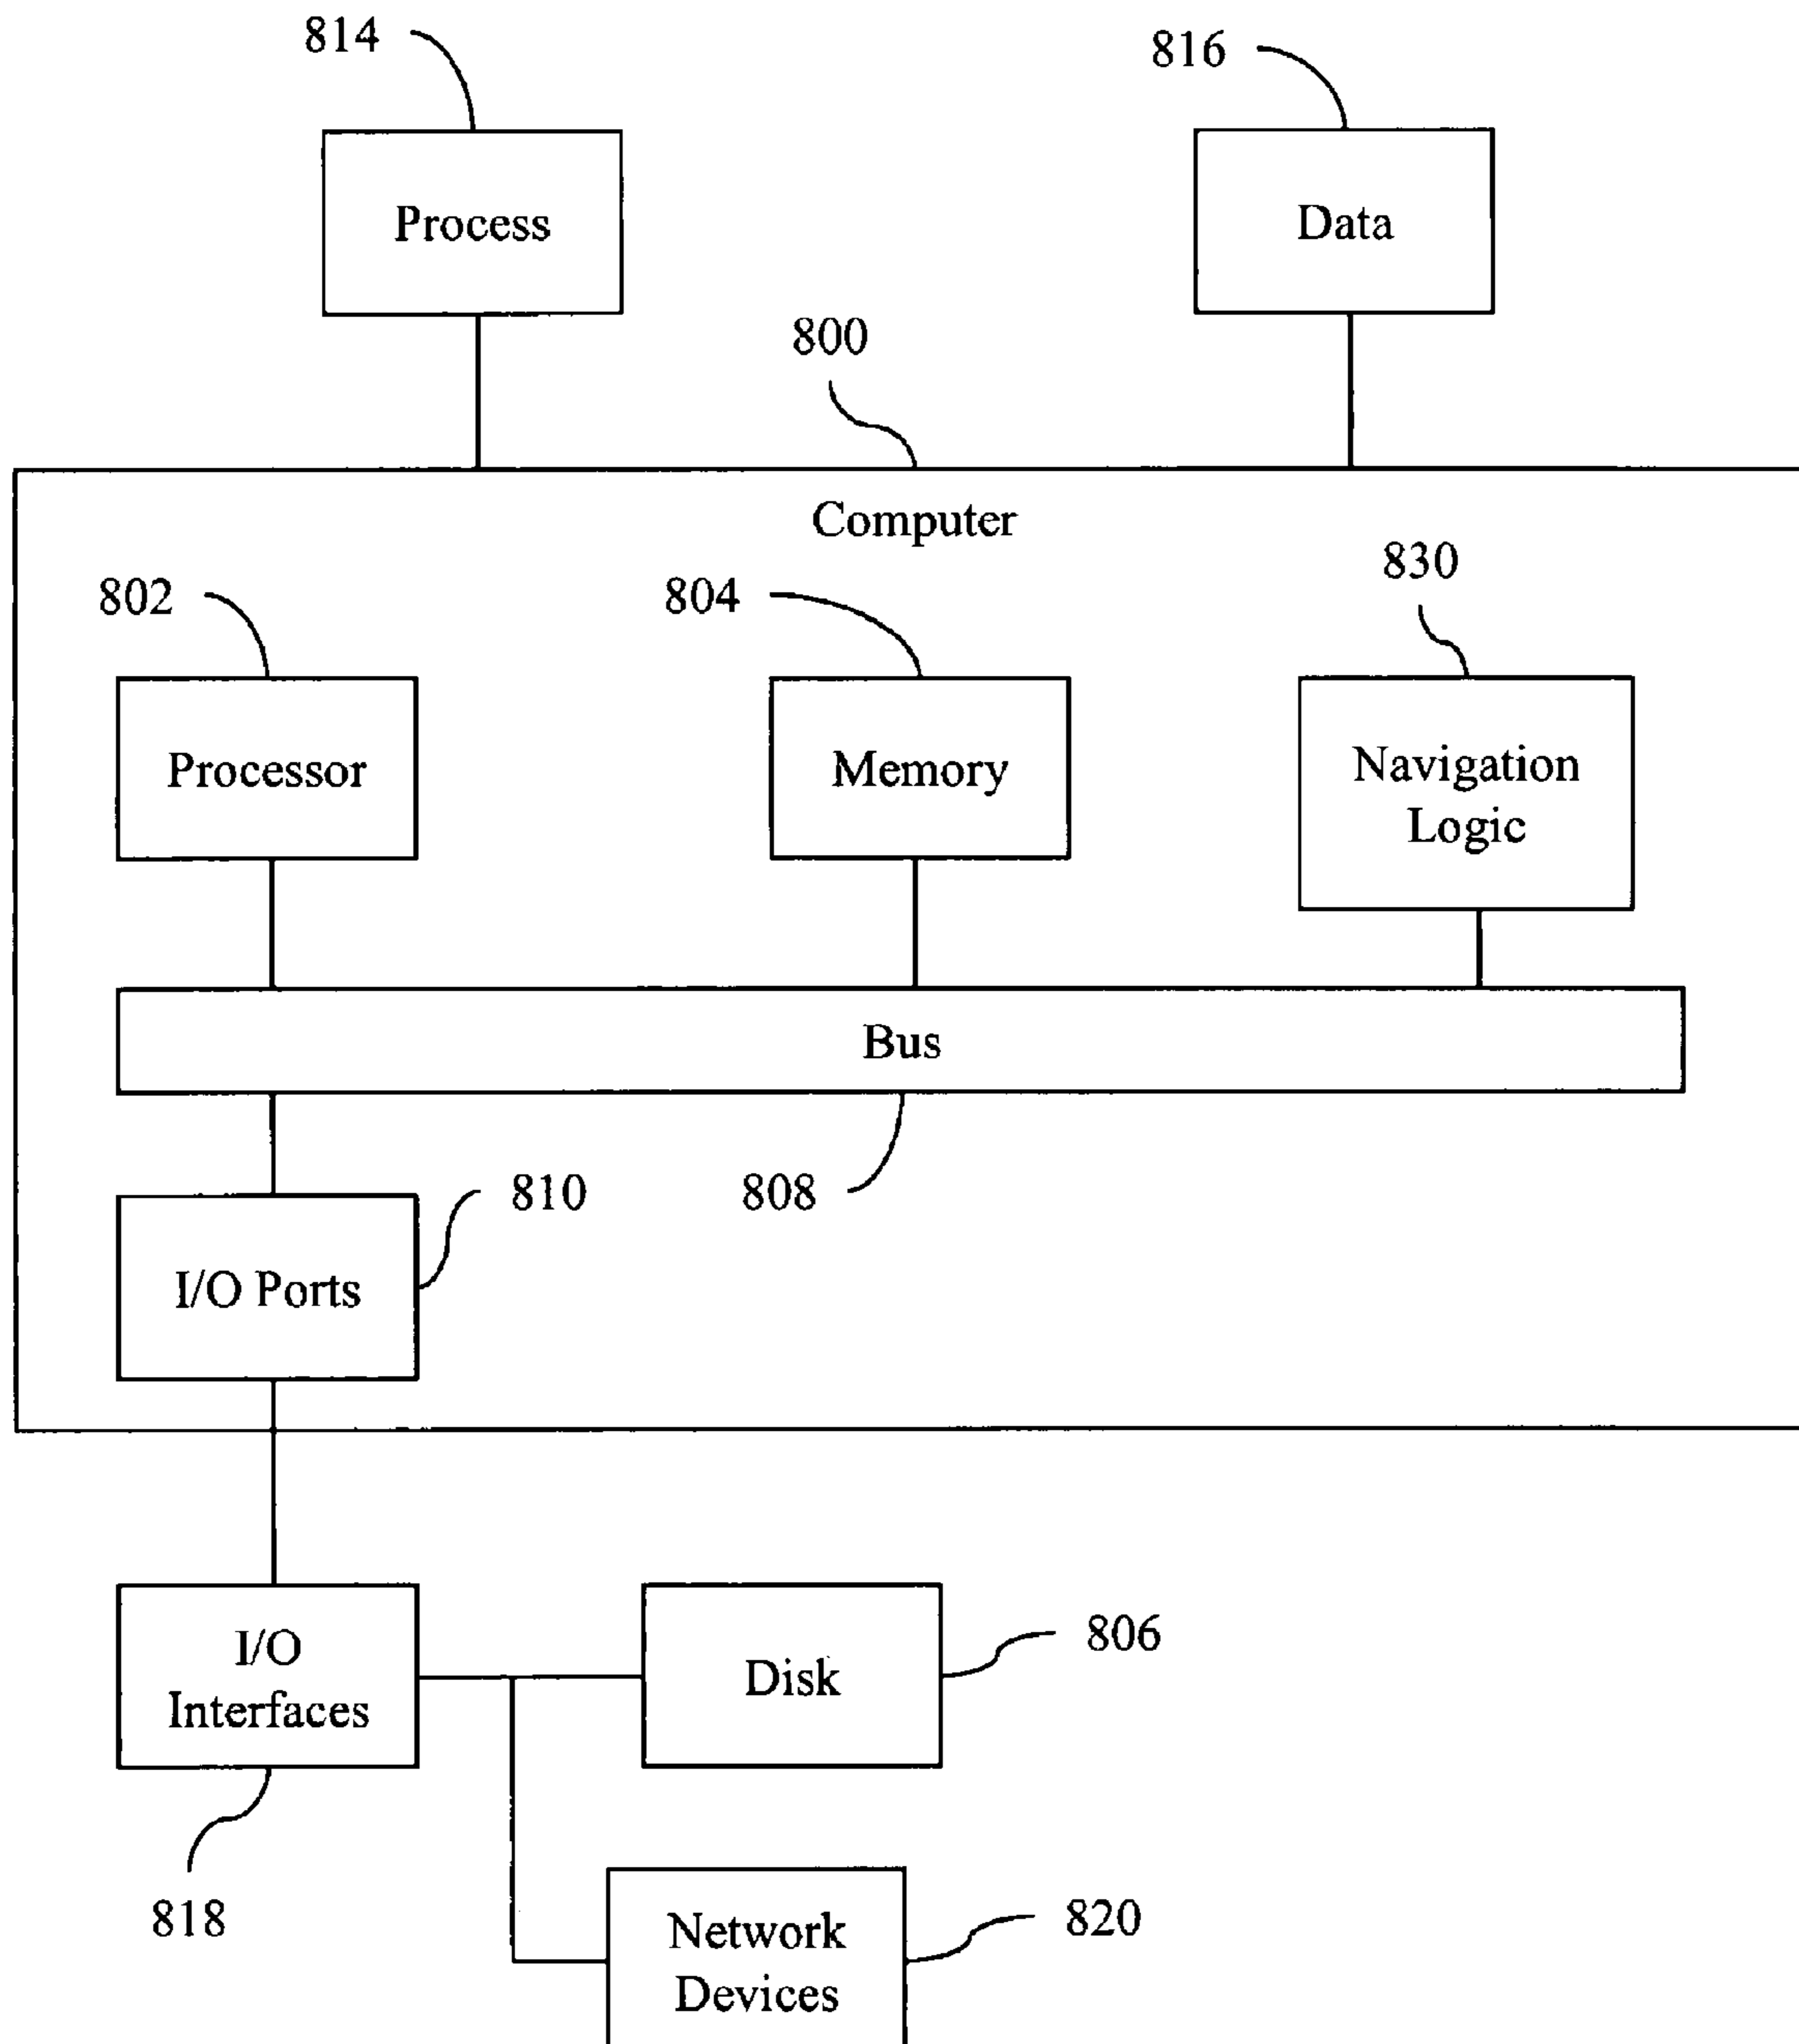 814
816
Process
Data
800
Computer
830
802
804
Processor
Memory
Navigation
Logic
Bus
810
808
I/O Ports
I/O
Interfaces
Disk
806
818
Network
Devices
820